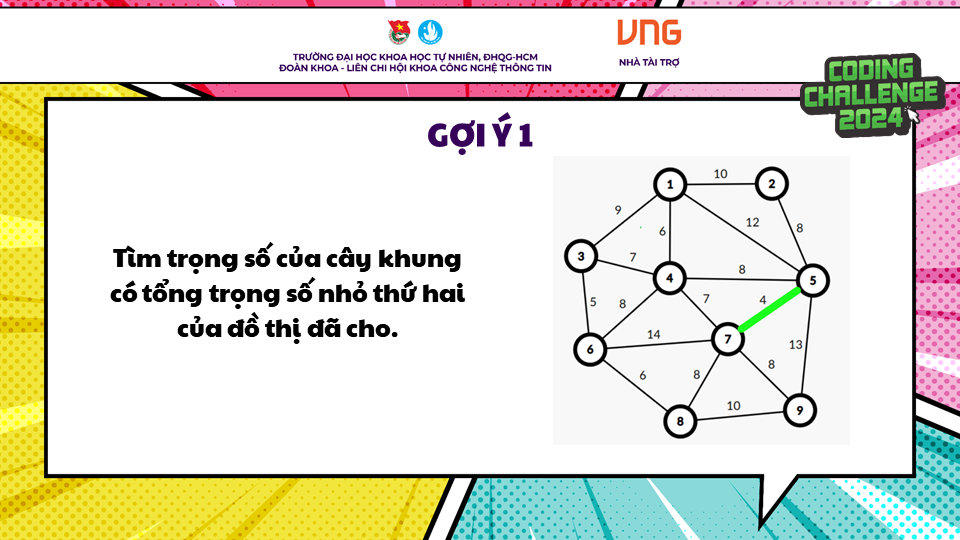 TRƯỜNG ĐẠI HỌC KHOA HỌC TỰ NHIÊN, ĐHQG-HCM
ĐOÀN KHOA - LIÊN CHI HỘI KHOA CÔNG NGHỆ THÔNG TIN
VNG
NHÀ TÀI TRỢ
CODING
CHALLENGE
2024
GỢI Ý 1
Tìm trọng số của cây khung
có tổng trọng số nhỏ thứ hai
của đồ thị đã cho.
10
1
2
9
6
12
8
3
7
4
8
5
5
8
7
4
14
7
13
6
6
8
8
10
9
8